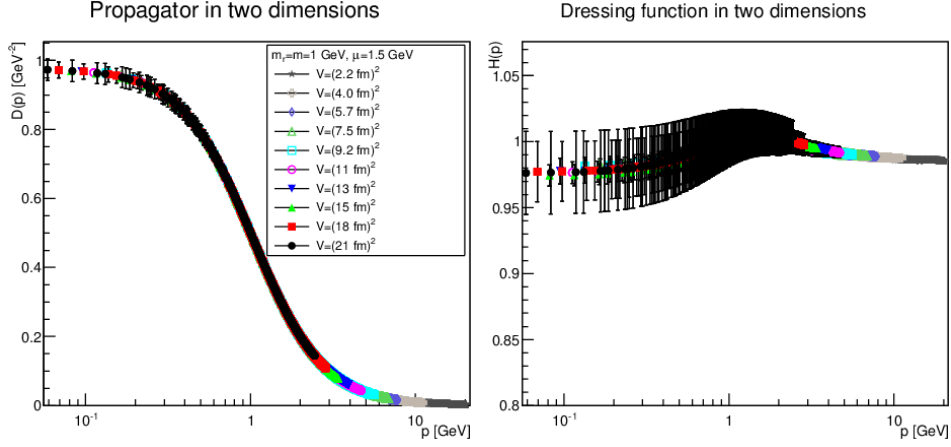 Propagator in two dimensions
D(p) [GeV⁻²]
1
0.8
0.6
0.4
0.2
0
10⁻¹
1
10
p [GeV]
mᵣ=m=1 GeV, μ=1.5 GeV
V=(2.2 fm)²
V=(4.0 fm)²
V=(5.7 fm)²
V=(7.5 fm)²
V=(9.2 fm)²
V=(11 fm)²
V=(13 fm)²
V=(15 fm)²
V=(18 fm)²
V=(21 fm)²
Dressing function in two dimensions
H(p)
1.05
1
0.95
0.9
0.85
0.8
10⁻¹
1
10
p [GeV]